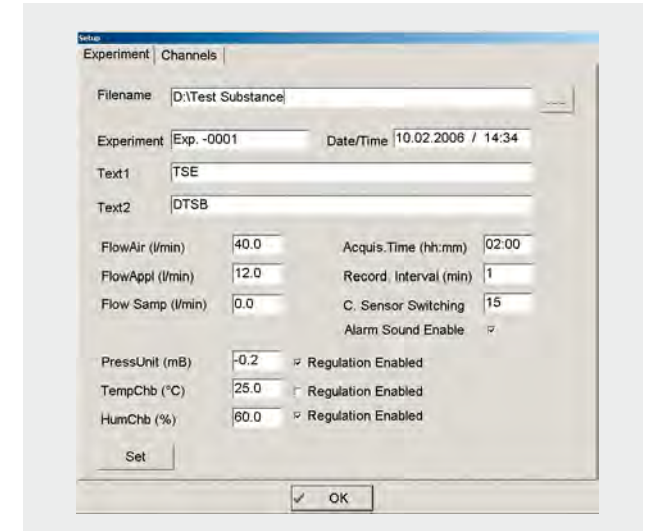 Setup
Experiment Channels
Filename D:\Test Substance ...
Experiment Exp. -0001 Date/Time 10.02.2006 / 14:34
Text1 TSE
Text2 DTSB
FlowAir (l/min) 40.0 Acquis.Time (hh:mm) 02:00
FlowAppl (l/min) 12.0 Record. Interval (min) 1
Flow Samp (l/min) 0.0 C. Sensor Switching 15
Alarm Sound Enable
PressUnit (mB) -0.2 Regulation Enabled
TempChb (°C) 25.0 Regulation Enabled
HumChb (%) 60.0 Regulation Enabled
Set
OK